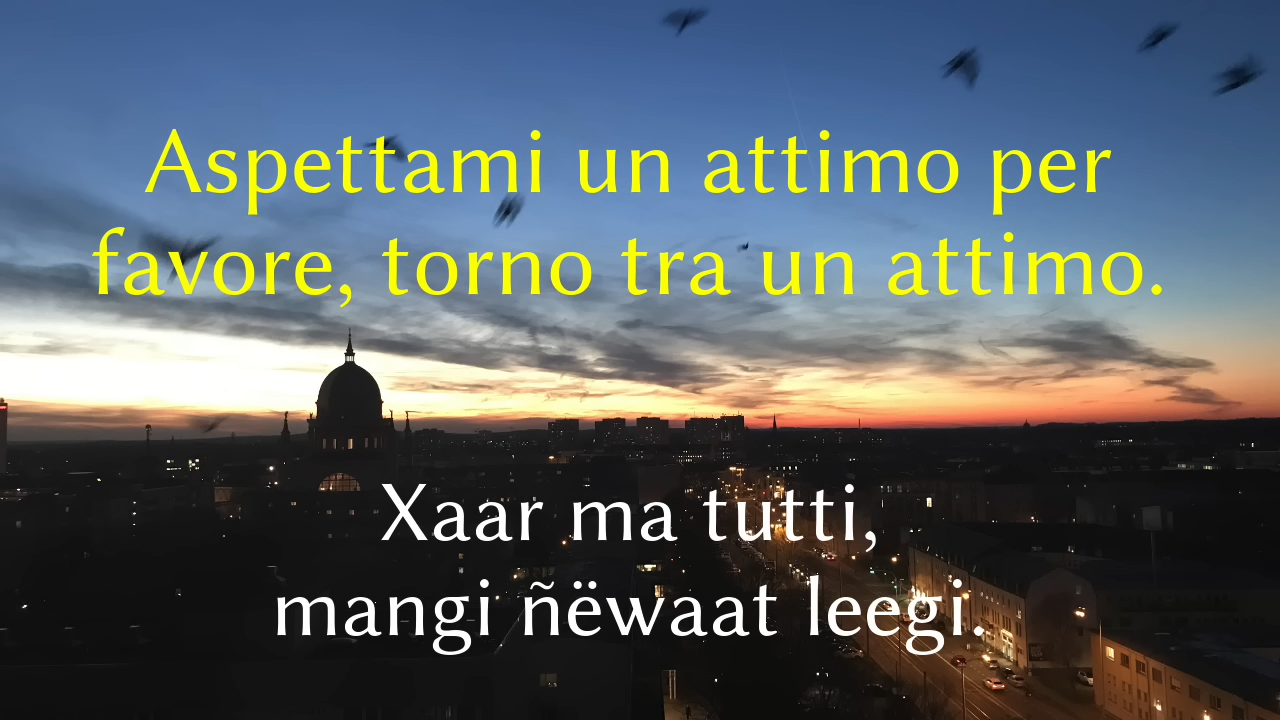 Aspettami un attimo per
favore, torno tra un attimo.
Xaar ma tutti,
mangi ñëwaat leegi.